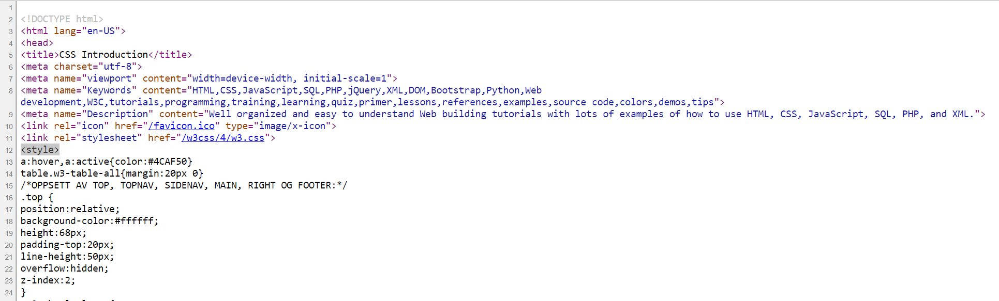 1
2 <!DOCTYPE html>
3 <html lang="en-US">
4 <head>
5 <title>CSS Introduction</title>
6 <meta charset="utf-8">
7 <meta name="viewport" content="width=device-width, initial-scale=1">
8 <meta name="Keywords" content="HTML,CSS,JavaScript,SQL,PHP,jQuery,XML,DOM,Bootstrap,Python,Web
development,W3C,tutorials,programming,training,learning,quiz,primer,lessons,references,examples,source code,colors,demos,tips">
9 <meta name="Description" content="Well organized and easy to understand Web building tutorials with lots of examples of how to use HTML, CSS, JavaScript, SQL, PHP, and XML.">
10 <link rel="icon" href="/favicon.ico" type="image/x-icon">
11 <link rel="stylesheet" href="/w3css/4/w3.css">
12 <style>
13 a:hover,a:active{color:#4CAF50}
14 table.w3-table-all{margin:20px 0}
15 /*OPPSETT AV TOP, TOPNAV, SIDENAV, MAIN, RIGHT OG FOOTER:*/
16 .top {
17 position:relative;
18 background-color:#ffffff;
19 height:68px;
20 padding-top:20px;
21 line-height:50px;
22 overflow:hidden;
23 z-index:2;
24 }